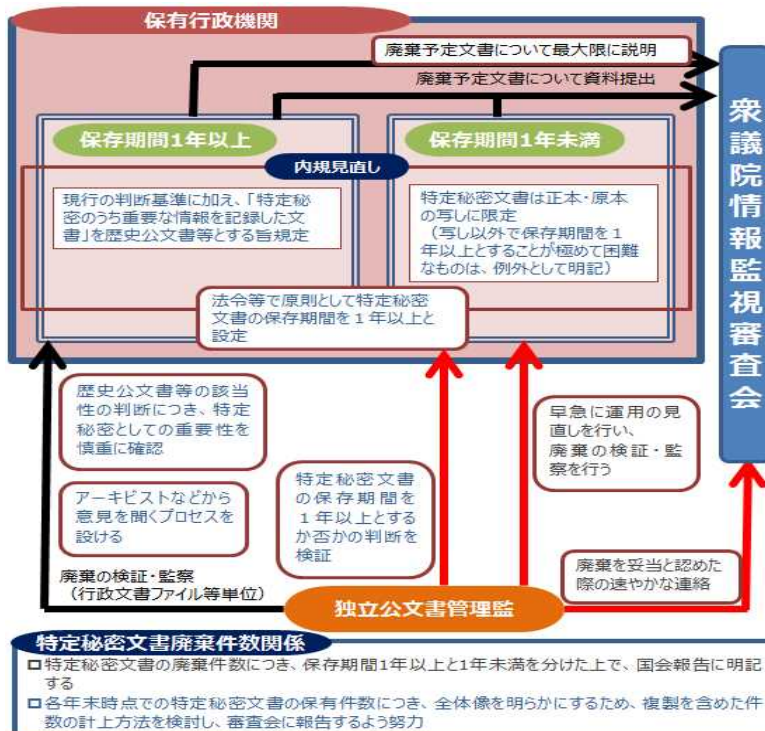 保有行政機関
廃棄予定文書について最大限に説明
廃棄予定文書について資料提出
衆議院情報監視審査会
保存期間1年以上
保存期間1年未満
内規見直し
現行の判断基準に加え、「特定秘
密のうち重要な情報を記録した文
書」を歴史公文書等とする旨規定
特定秘密文書は正本・原本
の写しに限定
（写し以外で保存期間を１
年以上とすることが極めて困難
なものは、例外として明記）
法令等で原則として特定秘密
文書の保存期間を１年以上と
設定
歴史公文書等の該当
性の判断につき、特定
秘密としての重要性を
慎重に確認
アーキビストなどから
意見を聞くプロセスを
設ける
特定秘密文書
の保存期間を
１年以上とする
か否かの判断を
検証
早急に運用の見
直しを行い、
廃棄の検証・監
察を行う
廃棄の検証・監察
（行政文書ファイル等単位）
廃棄を妥当と認めた
際の速やかな連絡
独立公文書管理監
特定秘密文書廃棄件数関係
□特定秘密文書の廃棄件数につき、保存期間1年以上と1年未満を分けた上で、国会報告に明記
する
□各年末時点での特定秘密文書の保有件数につき、全体像を明らかにするため、複製を含めた件
数の計上方法を検討し、審査会に報告するよう努力